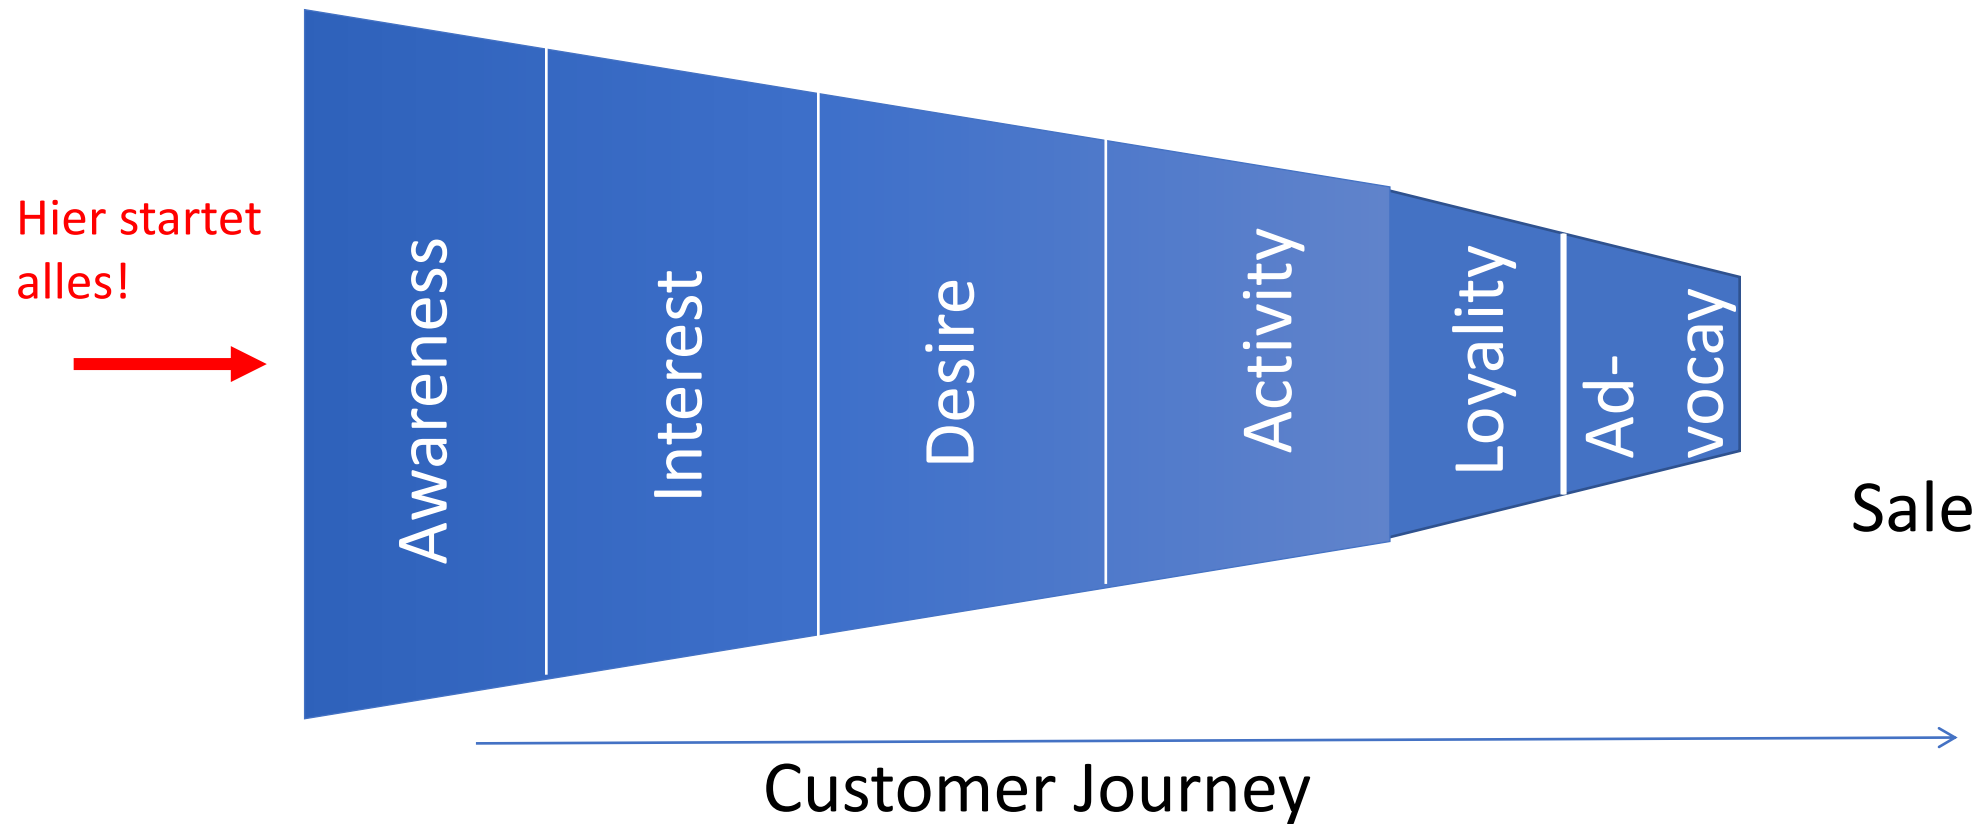 Hier startet
alles!
Awareness
Interest
Desire
Activity
Loyality
Ad-
vocay
Sale
Customer Journey